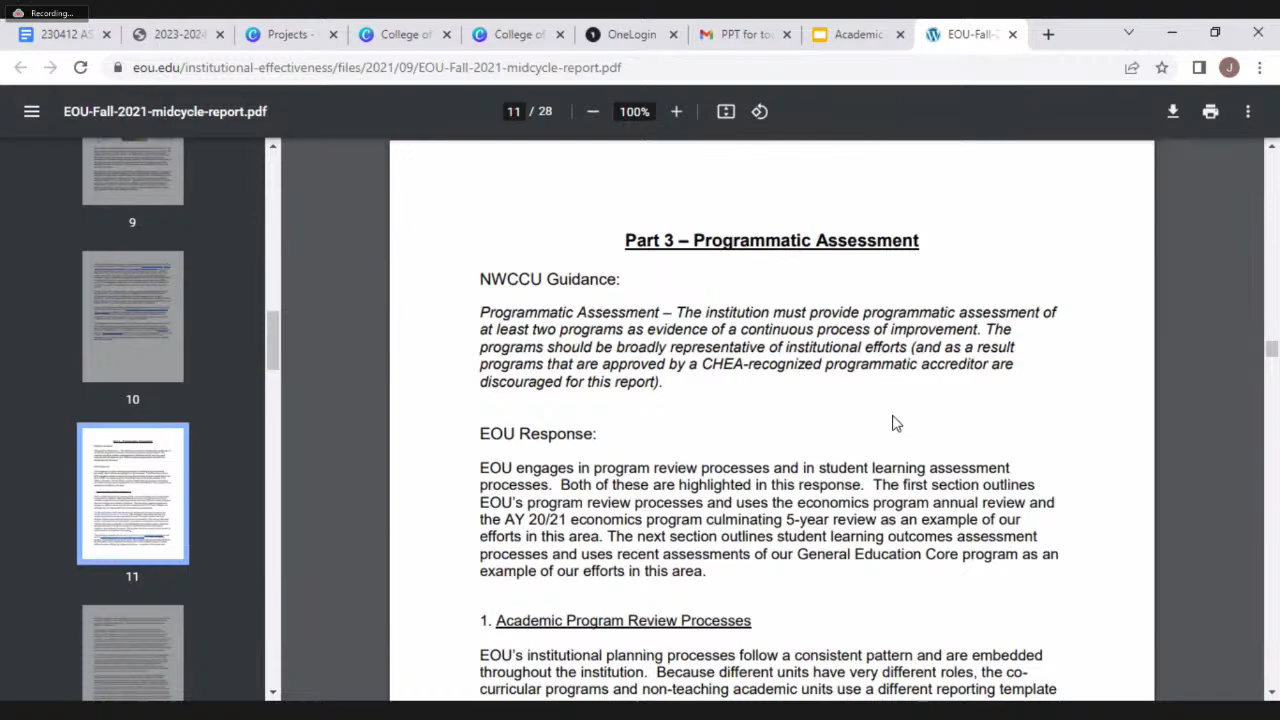 Recording...
230412 AS
2023-2024
Projects -
College of
College of
OneLogin
PPT for to
Academic
EOU-Fall-2
eou.edu/institutional-effectiveness/files/2021/09/EOU-Fall-2021-midcycle-report.pdf
J
EOU-Fall-2021-midcycle-report.pdf
11 / 28
100%
9
10
11
Part 3 – Programmatic Assessment
NWCCU Guidance:
Programmatic Assessment – The institution must provide programmatic assessment of
at least two programs as evidence of a continuous process of improvement. The
programs should be broadly representative of institutional efforts (and as a result
programs that are approved by a CHEA-recognized programmatic accreditor are
discouraged for this report).
EOU Response:
EOU engages in program review processes and in student learning assessment
processes. Both of these are highlighted in this response. The first section outlines
EOU's program review processes and uses the economics program annual review and
the AY 20/21 economics program culminating 5-year review as an example of our
efforts in this area. The next section outlines student learning outcomes assessment
processes and uses recent assessments of our General Education Core program as an
example of our efforts in this area.
1. Academic Program Review Processes
EOU's institutional planning processes follow a consistent pattern and are embedded
throughout the institution. Because different units have very different roles, the co-
curricular programs and non-teaching academic units use a different reporting template